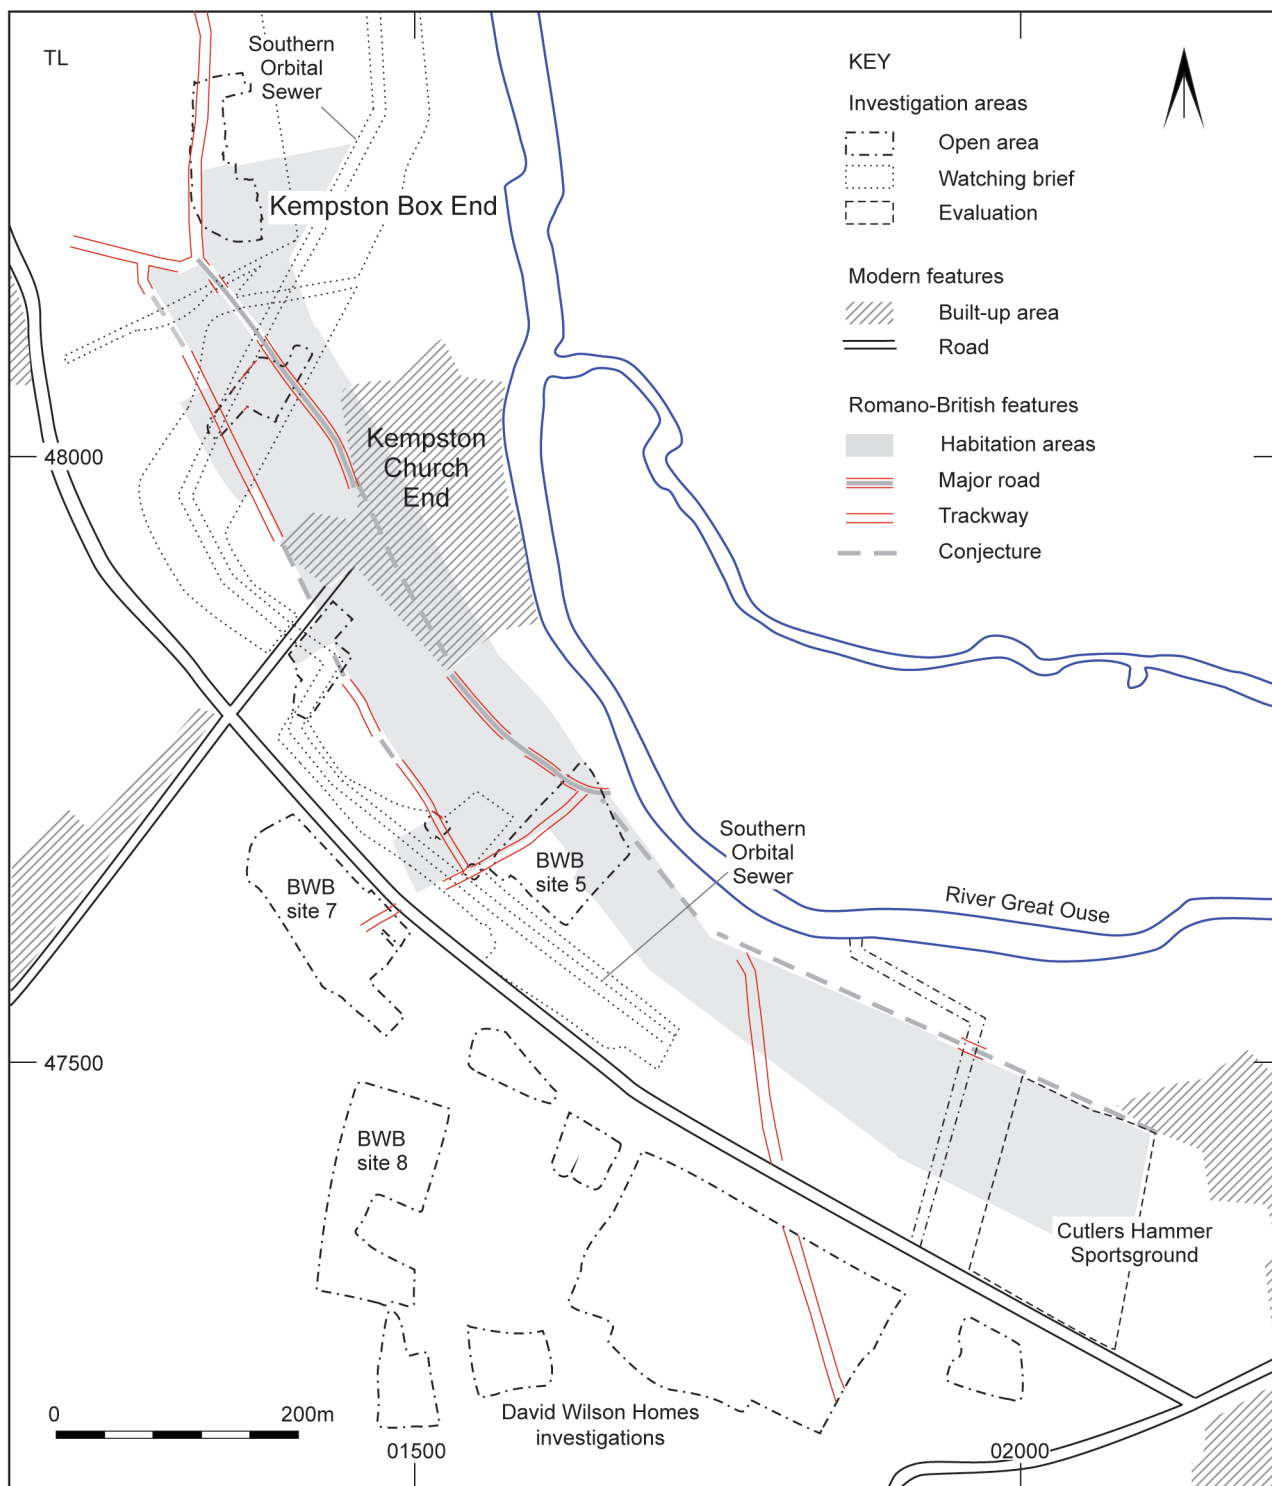 TL
Southern
Orbital
Sewer
Kempston Box End
KEY
Investigation areas
Open area
Watching brief
Evaluation
Modern features
Built-up area
Road
Romano-British features
Habitation areas
Major road
Trackway
Conjecture
Kempston
Church
End
48000
Southern
Orbital
Sewer
BWB
site 5
BWB
site 7
River Great Ouse
47500
BWB
site 8
Cutlers Hammer
Sportsground
0
200m
David Wilson Homes
investigations
01500
02000